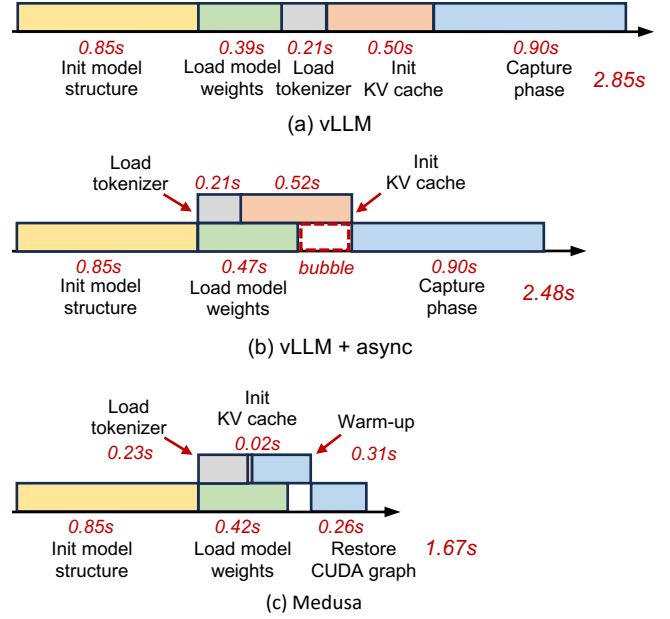 0.85s 0.39s 0.21s 0.50s 0.90s
Init model Load model Load Init Capture
structure weights tokenizer KV cache phase
2.85s
(a) vLLM
Load
tokenizer
0.21s 0.52s
Init
KV cache
0.85s 0.47s bubble 0.90s
Init model Load model Capture
structure weights phase
2.48s
(b) vLLM + async
Load
tokenizer
0.23s
Init
KV cache
0.02s
Warm-up
0.31s
0.85s 0.42s 0.26s
Init model Load model Restore
structure weights CUDA graph
1.67s
(c) Medusa